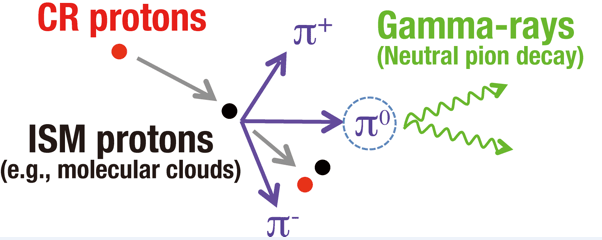 CR protons
π+
Gamma-rays
(Neutral pion decay)
π0
ISM protons
(e.g., molecular clouds)
π-